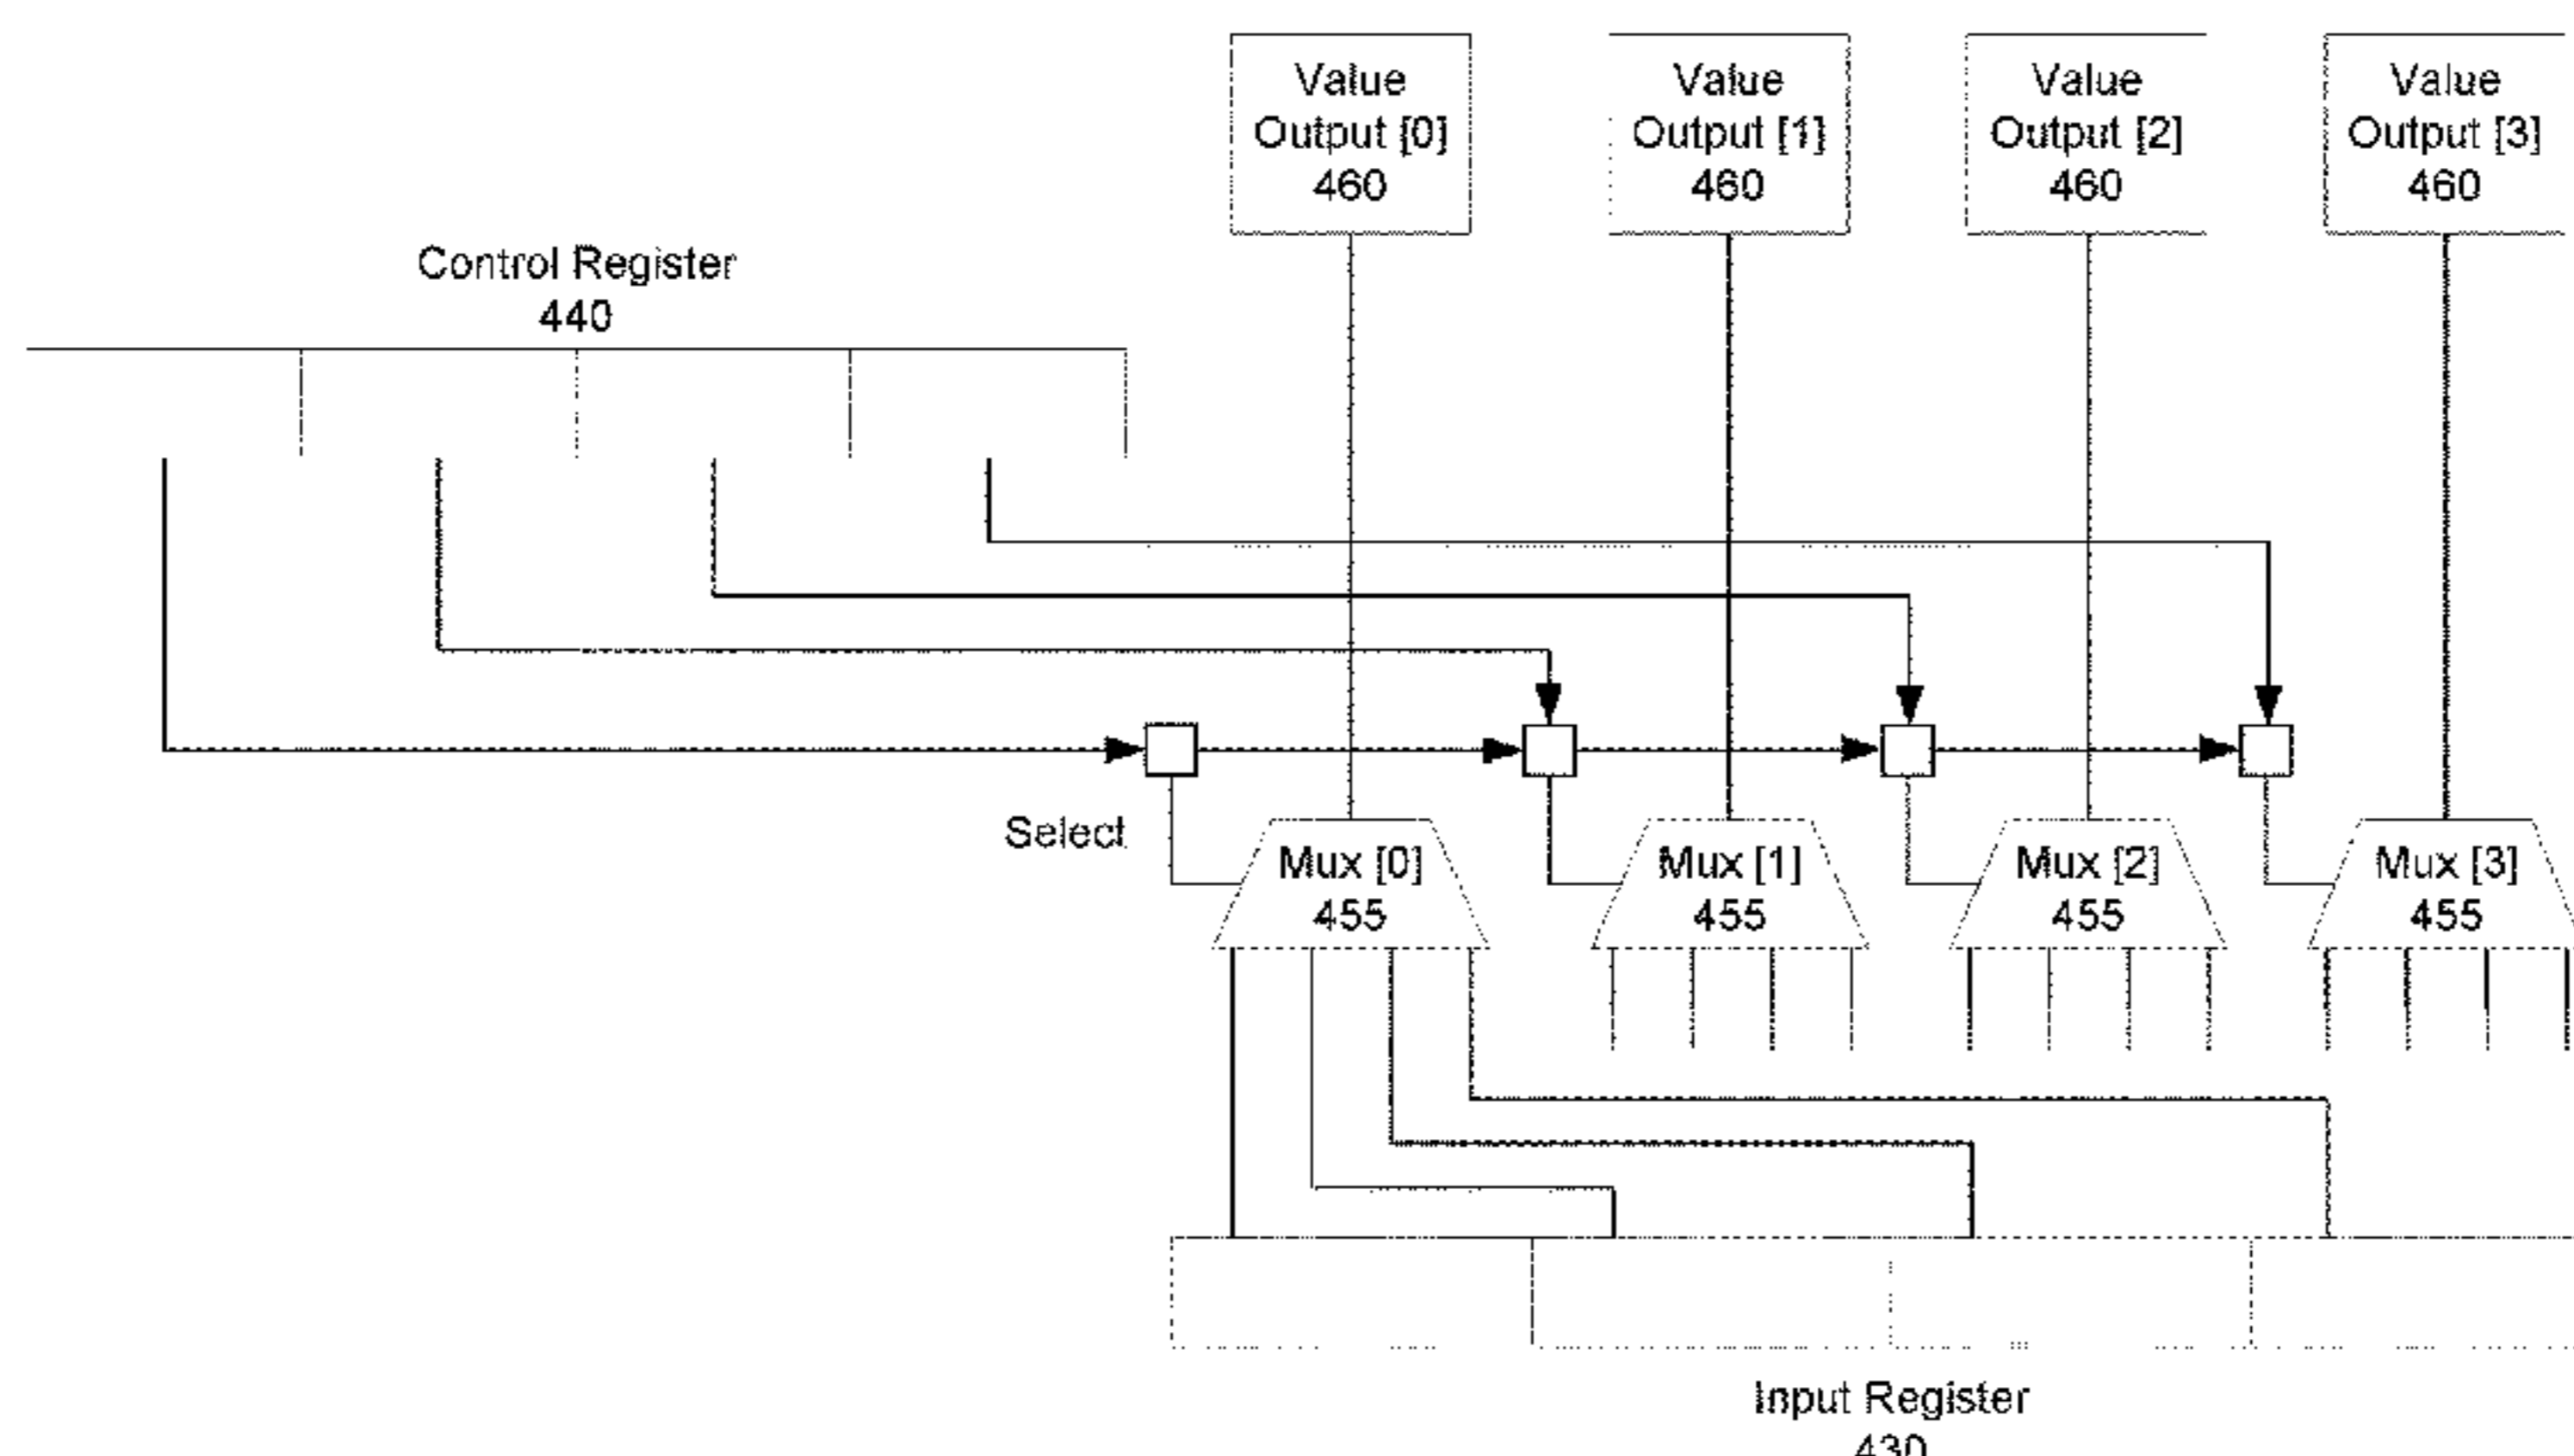 Value
Output [0]
460
Value
Output [1]
460
Value
Output [2]
460
Value
Output [3]
460
Control Register
440
Select
Mux [0]
455
Mux [1]
455
Mux [2]
455
Mux [3]
455
Input Register
430